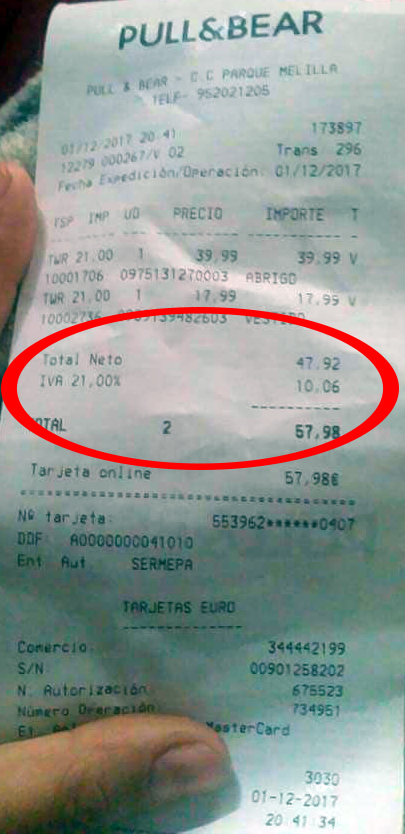 PULL&BEAR
PULL & BEAR - C.C PARQUE MELILLA
TELF- 952021205
01/12/2017 20:41 173897
12279 000267/V 02 Trans 296
Fecha Expedición/Operación: 01/12/2017
TSP IMP UD PRECIO IMPORTE T
TWR 21.00 1 39,99 39,99 V
10001706 0975131270003 ABRIGO
TWR 21.00 1 17,99 17,99 V
10002736 VESTIDO
Total Neto 47,92
IVA 21,00% 10,06
TOTAL 2 57,98
Tarjeta online 57,98€
Nº tarjeta: 553962******0407
DDF: A0000000041010
Ent. Aut. SERMEPA
TARJETAS EURO
Comercio: 344442199
S/N 00901258202
N. Autorización 675523
Número Operación 734951
MasterCard
3030
01-12-2017
20:41:34